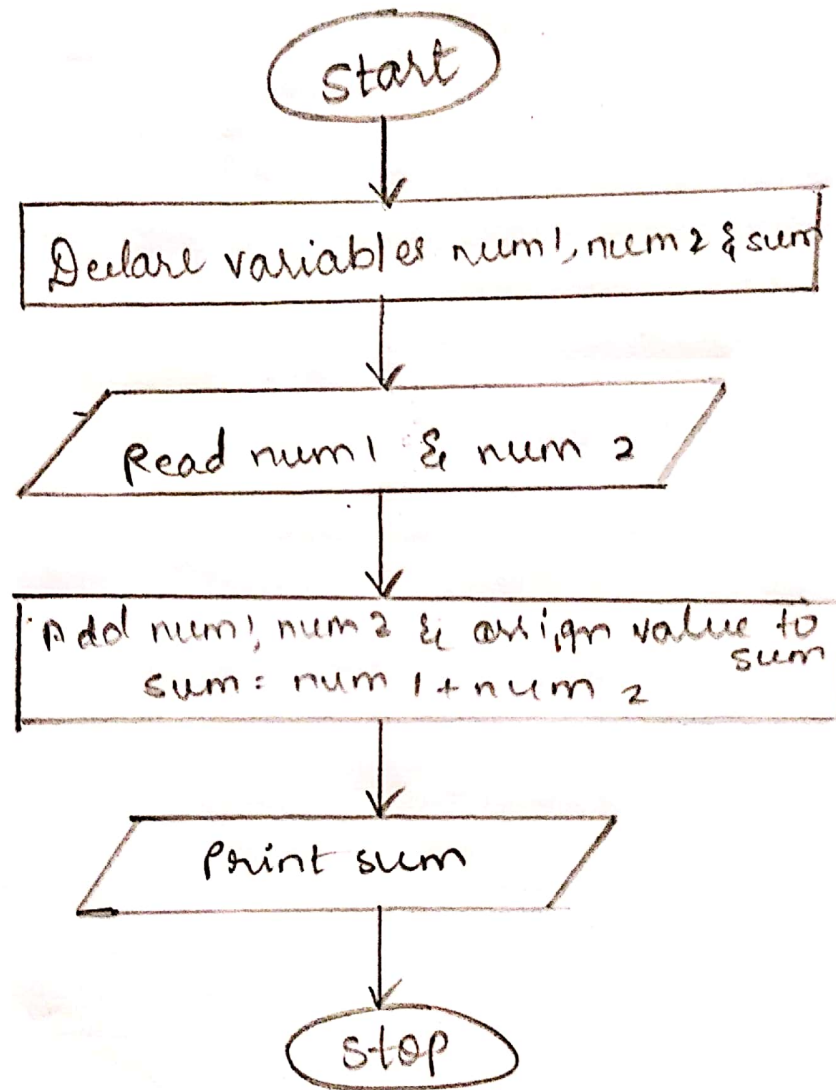 Start
Declare variables num1, num2 & sum
Read num1 & num 2
Add num1, num2 & assign value to
sum
sum = num 1 + num 2
Print sum
Stop